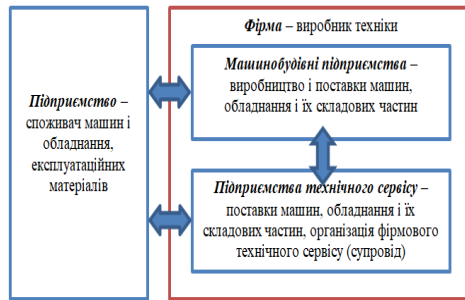 Підприємство –
споживач машин і
обладнання,
експлуатаційних
матеріалів
Фірма – виробник техніки
Машинобудівні підприємства –
виробництво і поставки машин,
обладнання і їх складових частин
Підприємства технічного сервісу –
поставки машин, обладнання і їх
складових частин, організація фірмового
технічного сервісу (супровід)